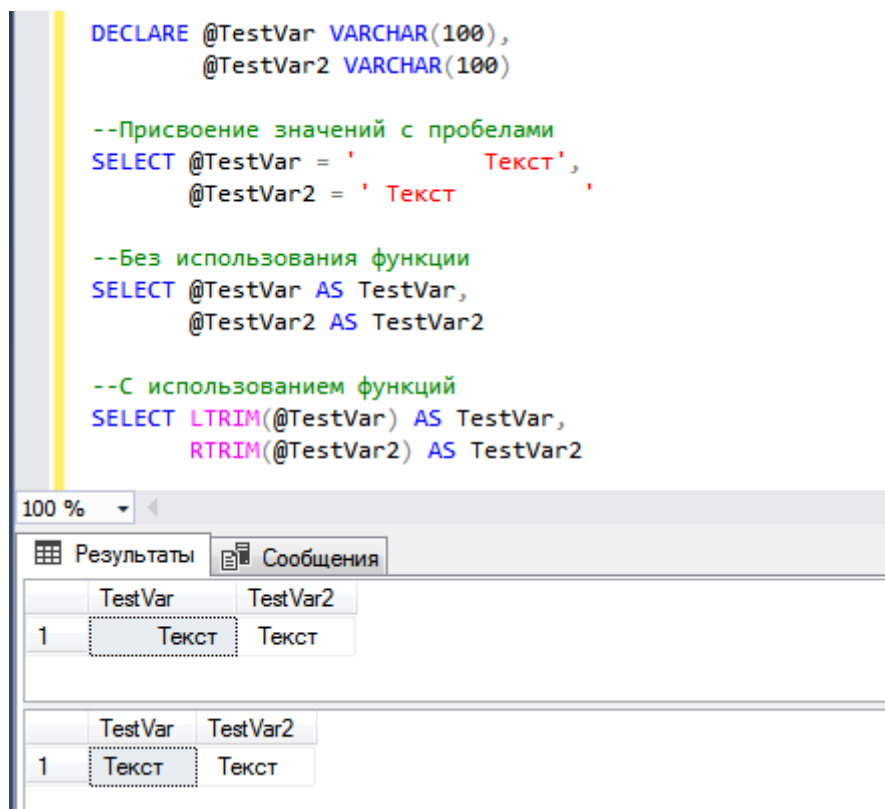 DECLARE @TestVar VARCHAR(100),
        @TestVar2 VARCHAR(100)
--Присвоение значений с пробелами
SELECT @TestVar = '        Текст',
       @TestVar2 = ' Текст        '
--Без использования функции
SELECT @TestVar AS TestVar,
       @TestVar2 AS TestVar2
--С использованием функций
SELECT LTRIM(@TestVar) AS TestVar,
       RTRIM(@TestVar2) AS TestVar2
100 %
Результаты Сообщения
TestVar TestVar2
1 Текст Текст
TestVar TestVar2
1 Текст Текст